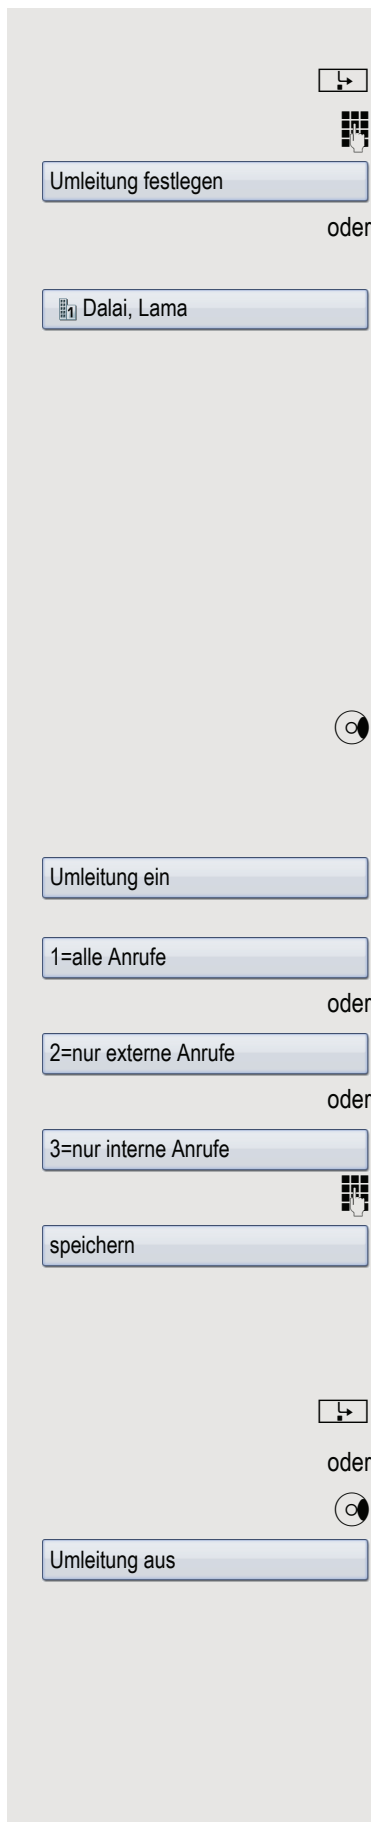 Umleitung festlegen
oder
1 Dalai, Lama
Umleitung ein
1=alle Anrufe
oder
2=nur externe Anrufe
oder
3=nur interne Anrufe
speichern
oder
Umleitung aus